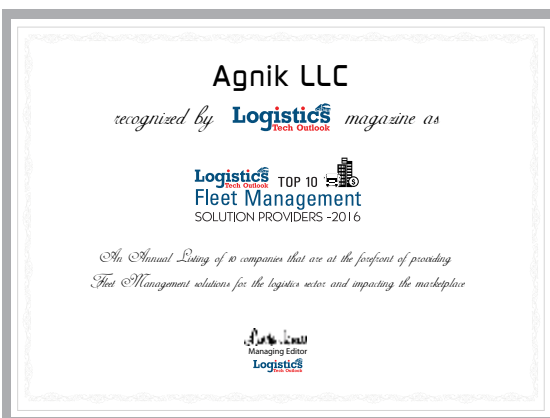 Agnik LLC
recognized by Logistics Tech Outlook magazine as
Logistics Tech Outlook TOP 10
Fleet Management
SOLUTION PROVIDERS -2016
An Annual Listing of 10 companies that are at the forefront of providing
Fleet Management solutions for the logistics sector and impacting the marketplace
Managing Editor
Logistics
Tech Outlook